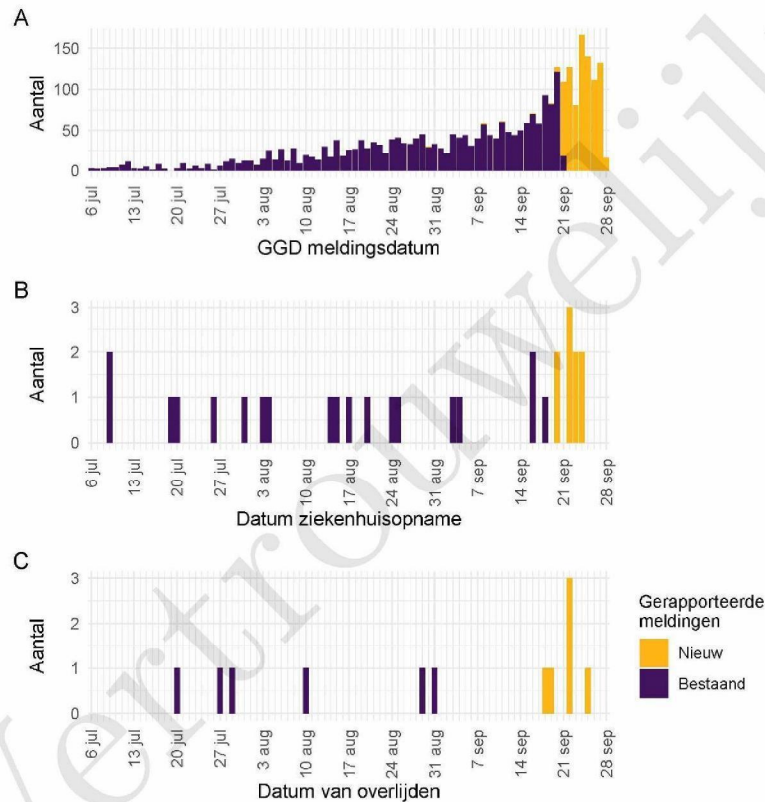 A
150
100
50
0
Aantal
6 jul
13 jul
20 jul
27 jul
3 aug
10 aug
17 aug
24 aug
31 aug
7 sep
14 sep
21 sep
28 sep
GGD meldingsdatum
B
3
2
1
0
Aantal
6 jul
13 jul
20 jul
27 jul
3 aug
10 aug
17 aug
24 aug
31 aug
7 sep
14 sep
21 sep
28 sep
Datum ziekenhuisopname
C
3
2
1
0
Aantal
6 jul
13 jul
20 jul
27 jul
3 aug
10 aug
17 aug
24 aug
31 aug
7 sep
14 sep
21 sep
28 sep
Datum van overlijden
Gerapporteerde
meldingen
Nieuw
Bestaand
Vertrouwelijk